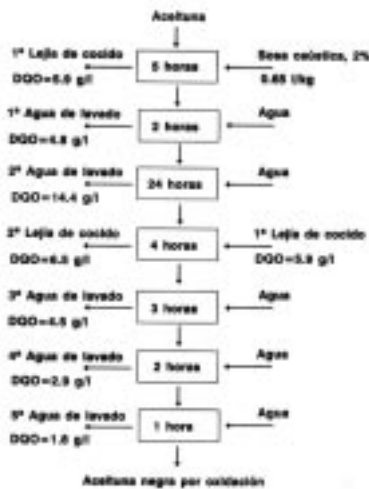 Aceituna
1ª Lejía de cocido
DQO=5.9 g/l
5 horas
Sosa caústica, 2%
0.65 l/kg
1ª Agua de lavado
DQO=4.8 g/l
2 horas
Agua
2ª Agua de lavado
DQO=14.4 g/l
24 horas
Agua
2ª Lejía de cocido
DQO=6.3 g/l
4 horas
1ª Lejía de cocido
DQO=5.9 g/l
3ª Agua de lavado
DQO=4.5 g/l
3 horas
Agua
4ª Agua de lavado
DQO=2.9 g/l
2 horas
Agua
5ª Agua de lavado
DQO=1.6 g/l
1 hora
Agua
Aceituna negra por oxidación